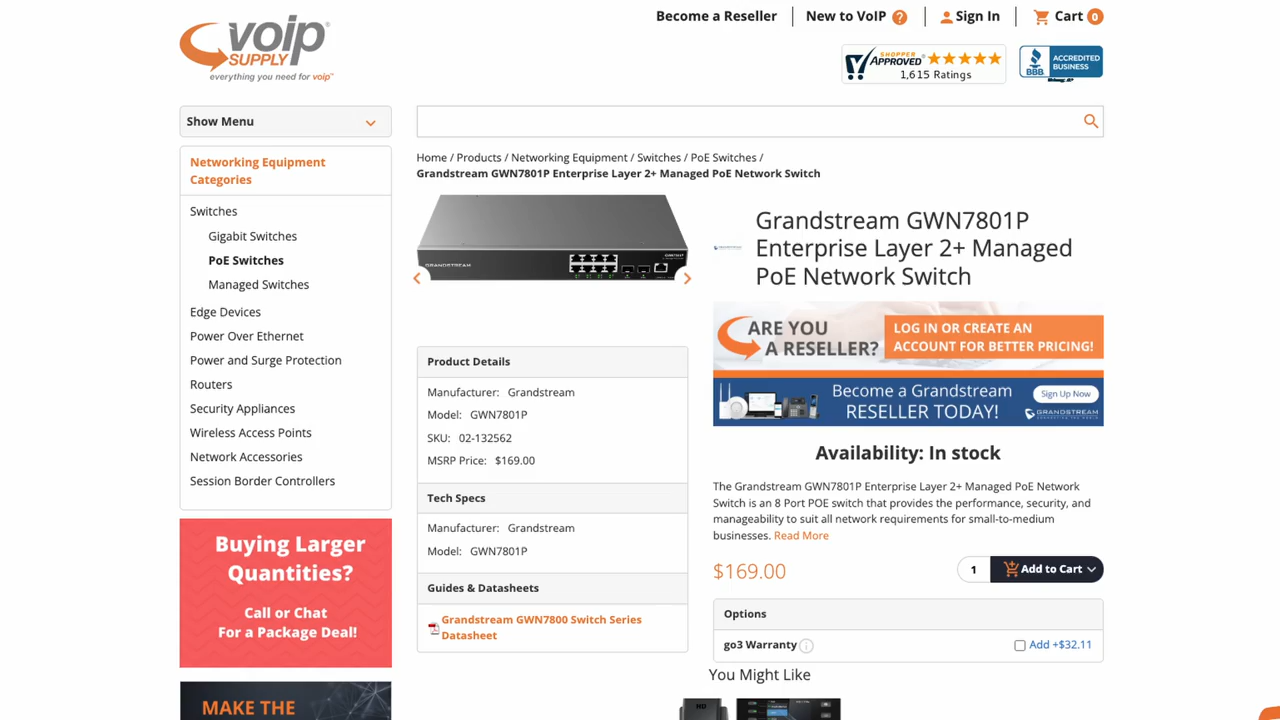 Become a Reseller
New to VoIP ?
Sign In
Cart 0
voip®
SUPPLY
everything you need for voip™
SHOPPER
APPROVED®
1,615 Ratings
BBB
ACCREDITED
BUSINESS
Show Menu
Networking Equipment
Categories
Switches
Gigabit Switches
PoE Switches
Managed Switches
Edge Devices
Power Over Ethernet
Power and Surge Protection
Routers
Security Appliances
Wireless Access Points
Network Accessories
Session Border Controllers
Buying Larger
Quantities?
Call or Chat
For a Package Deal!
MAKE THE
Home / Products / Networking Equipment / Switches / PoE Switches /
Grandstream GWN7801P Enterprise Layer 2+ Managed PoE Network Switch
GRANDSTREAM
Product Details
Manufacturer: Grandstream
Model: GWN7801P
SKU: 02-132562
MSRP Price: $169.00
Tech Specs
Manufacturer: Grandstream
Model: GWN7801P
Guides & Datasheets
Grandstream GWN7800 Switch Series
Datasheet
Grandstream GWN7801P
Enterprise Layer 2+ Managed
PoE Network Switch
ARE YOU
A RESELLER?
LOG IN OR CREATE AN
ACCOUNT FOR BETTER PRICING!
Become a Grandstream
RESELLER TODAY!
Sign Up Now
GRANDSTREAM
Availability: In stock
The Grandstream GWN7801P Enterprise Layer 2+ Managed PoE Network
Switch is an 8 Port POE switch that provides the performance, security, and
manageability to suit all network requirements for small-to-medium
businesses. Read More
$169.00
1
Add to Cart
Options
go3 Warranty
Add +$32.11
You Might Like